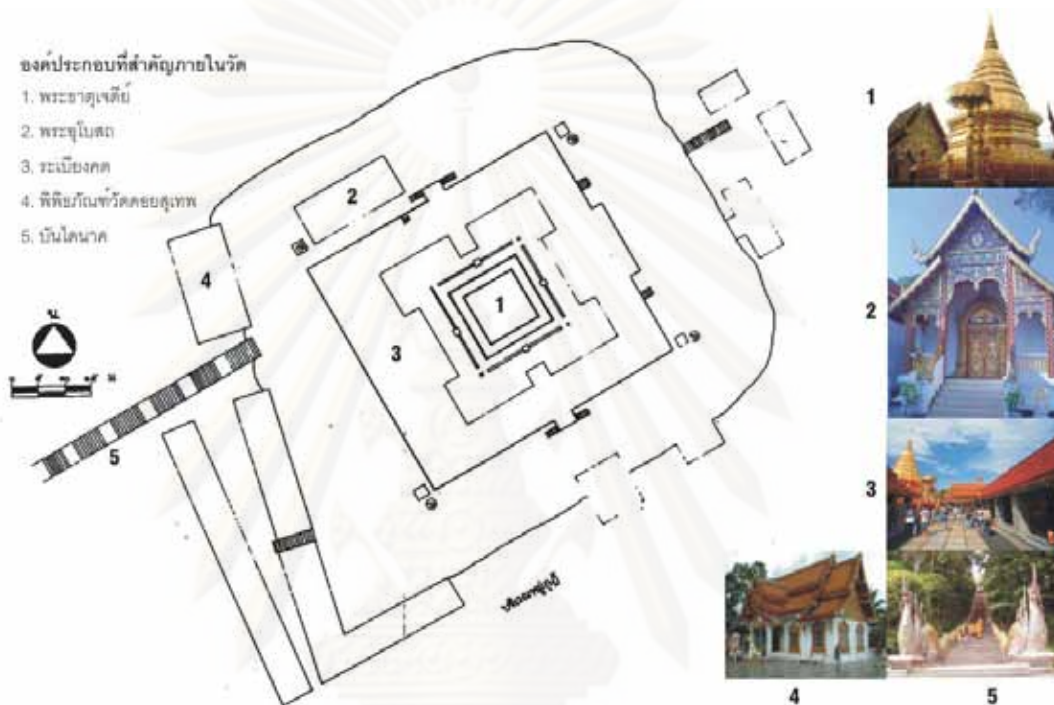 องค์ประกอบที่สำคัญภายในวัด
1. พระธาตุเจดีย์
2. พระอุโบสถ
3. ระเบียงคต
4. พิพิธภัณฑ์วัดดอยสุเทพ
5. บันไดนาค
น
1
2
3
4
5
1
2
3
4
5